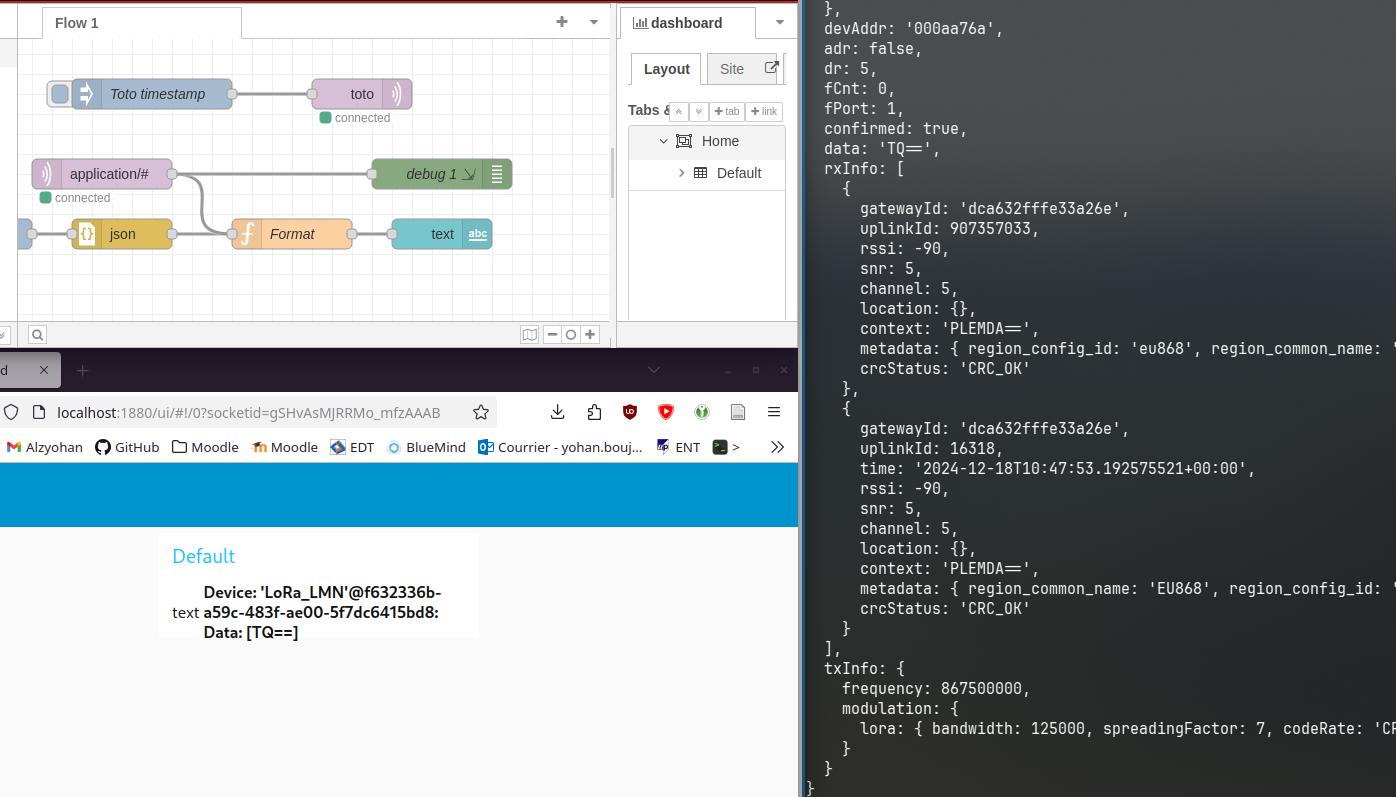 Flow 1
dashboard
Layout
Site
Tabs &
tab
link
Home
Default
Toto timestamp
toto
connected
application/#
connected
debug 1
json
Format
text
abc
d
localhost:1880/ui/#!/0?socketid=gSHvAsMJRRMo_mfzAAAB
Alzyohan
GitHub
Moodle
Moodle
EDT
BlueMind
Courrier - yohan.bouj...
ENT
>
Default
text
Device: 'LoRa_LMN'@f632336b-
a59c-483f-ae00-5f7dc6415bd8:
Data: [TQ==]
},
devAddr: '000aa76a',
adr: false,
dr: 5,
fCnt: 0,
fPort: 1,
confirmed: true,
data: 'TQ==',
rxInfo: [
{
gatewayId: 'dca632fffe33a26e',
uplinkId: 907357033,
rssi: -90,
snr: 5,
channel: 5,
location: {},
context: 'PLEMDA==',
metadata: { region_config_id: 'eu868', region_common_name: '
crcStatus: 'CRC_OK'
},
{
gatewayId: 'dca632fffe33a26e',
uplinkId: 16318,
time: '2024-12-18T10:47:53.192575521+00:00',
rssi: -90,
snr: 5,
channel: 5,
location: {},
context: 'PLEMDA==',
metadata: { region_common_name: 'EU868', region_config_id: '
crcStatus: 'CRC_OK'
}
],
txInfo: {
frequency: 867500000,
modulation: {
lora: { bandwidth: 125000, spreadingFactor: 7, codeRate: 'CR
}
}
}